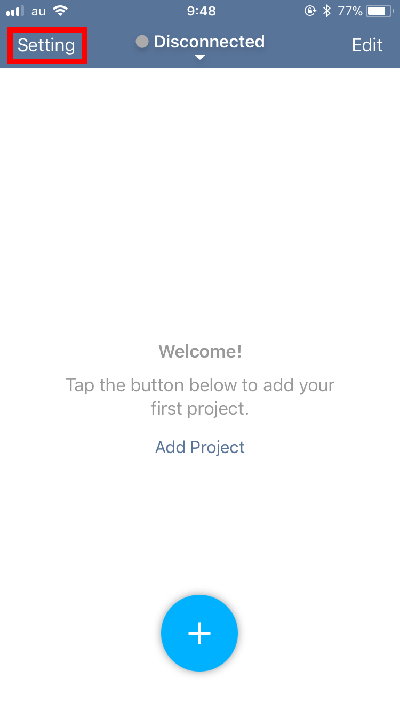 au 9:48 77%
Setting Disconnected Edit
Welcome!
Tap the button below to add your
first project.
Add Project
+